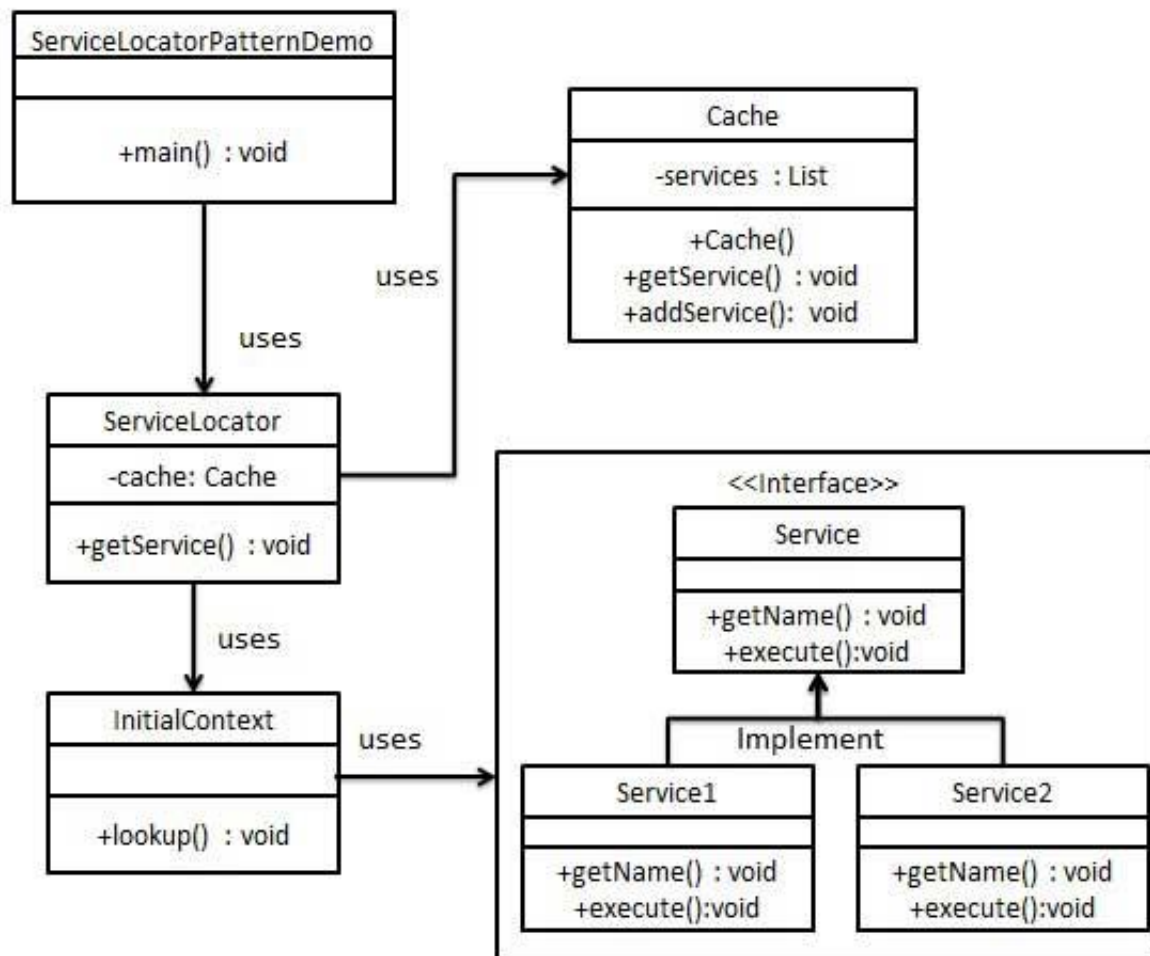 ServiceLocatorPatternDemo
+main() : void
uses
ServiceLocator
-cache: Cache
+getService() : void
uses
Cache
-services : List
+Cache()
+getService() : void
+addService(): void
uses
InitialContext
+lookup() : void
uses
<<Interface>>
Service
+getName() : void
+execute():void
Implement
Service1
+getName() : void
+execute():void
Service2
+getName() : void
+execute():void